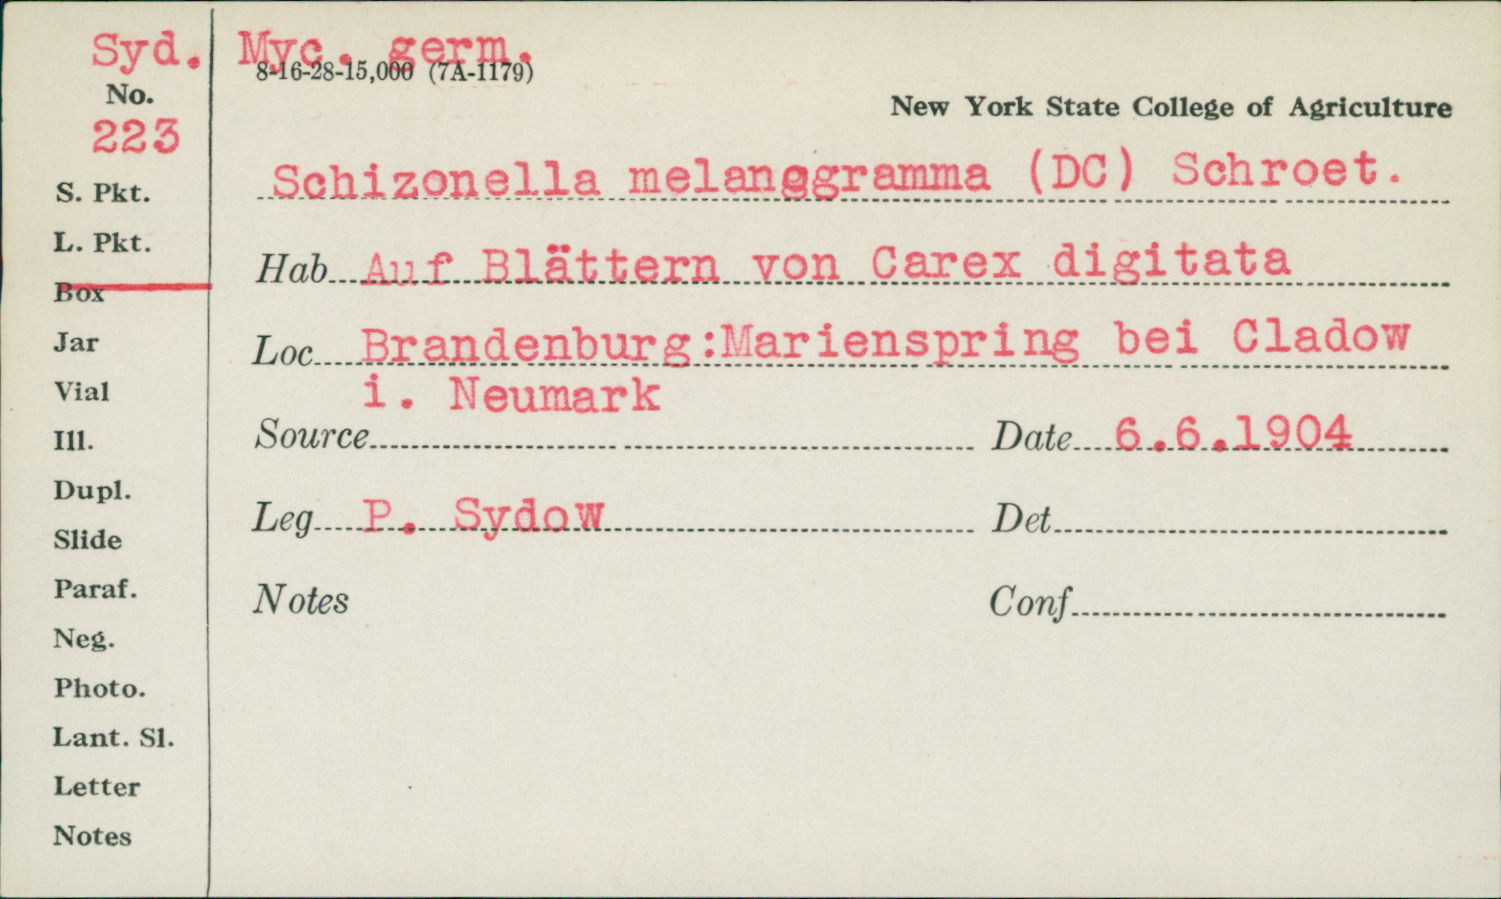 Syd. Myc. germ.
8-16-28-15,000 (7A-1179)
No.
New York State College of Agriculture
223
Schizonella melanggramma (DC) Schroet.
S. Pkt.
L. Pkt.
Hab Auf Blättern von Carex digitata
Box
Jar
Loc Brandenburg:Marienspring bei Cladow
Vial
i. Neumark
Ill.
Source Date 6.6.1904
Dupl.
Leg P. Sydow Det
Slide
Paraf.
Notes Conf
Neg.
Photo.
Lant. Sl.
Letter
Notes